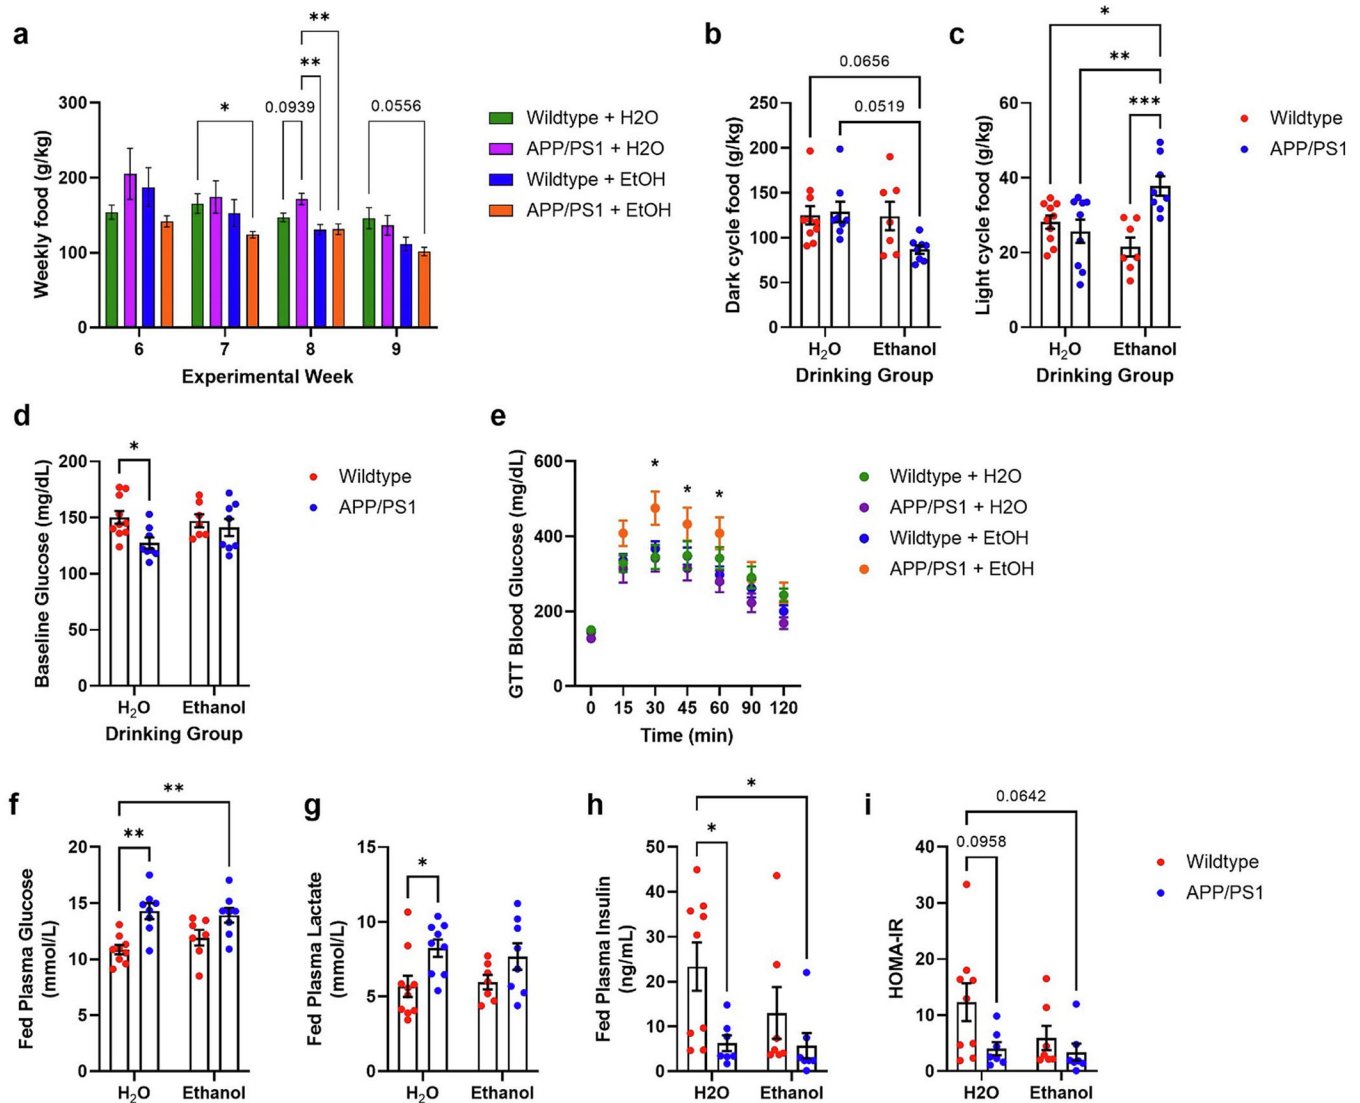 a
**
**
0.0939
*
0.0556
Weekly food (g/kg)
300
200
100
0
6 7 8 9
Experimental Week
Wildtype + H2O
APP/PS1 + H2O
Wildtype + EtOH
APP/PS1 + EtOH
b
0.0656
0.0519
Dark cycle food (g/kg)
250
200
150
100
50
0
H₂O Ethanol
Drinking Group
c
*
**
***
Light cycle food (g/kg)
60
40
20
0
H₂O Ethanol
Drinking Group
Wildtype
APP/PS1
d
*
Baseline Glucose (mg/dL)
200
150
100
50
0
H₂O Ethanol
Drinking Group
Wildtype
APP/PS1
e
* * *
GTT Blood Glucose (mg/dL)
600
400
200
0
0 15 30 45 60 90 120
Time (min)
Wildtype + H2O
APP/PS1 + H2O
Wildtype + EtOH
APP/PS1 + EtOH
f
**
**
Fed Plasma Glucose
(mmol/L)
20
15
10
5
0
H₂O Ethanol
g
*
Fed Plasma Lactate
(mmol/L)
15
10
5
0
H₂O Ethanol
h
*
*
Fed Plasma Insulin
(ng/mL)
50
40
30
20
10
0
H2O Ethanol
i
0.0642
0.0958
HOMA-IR
40
30
20
10
0
H2O Ethanol
Wildtype
APP/PS1